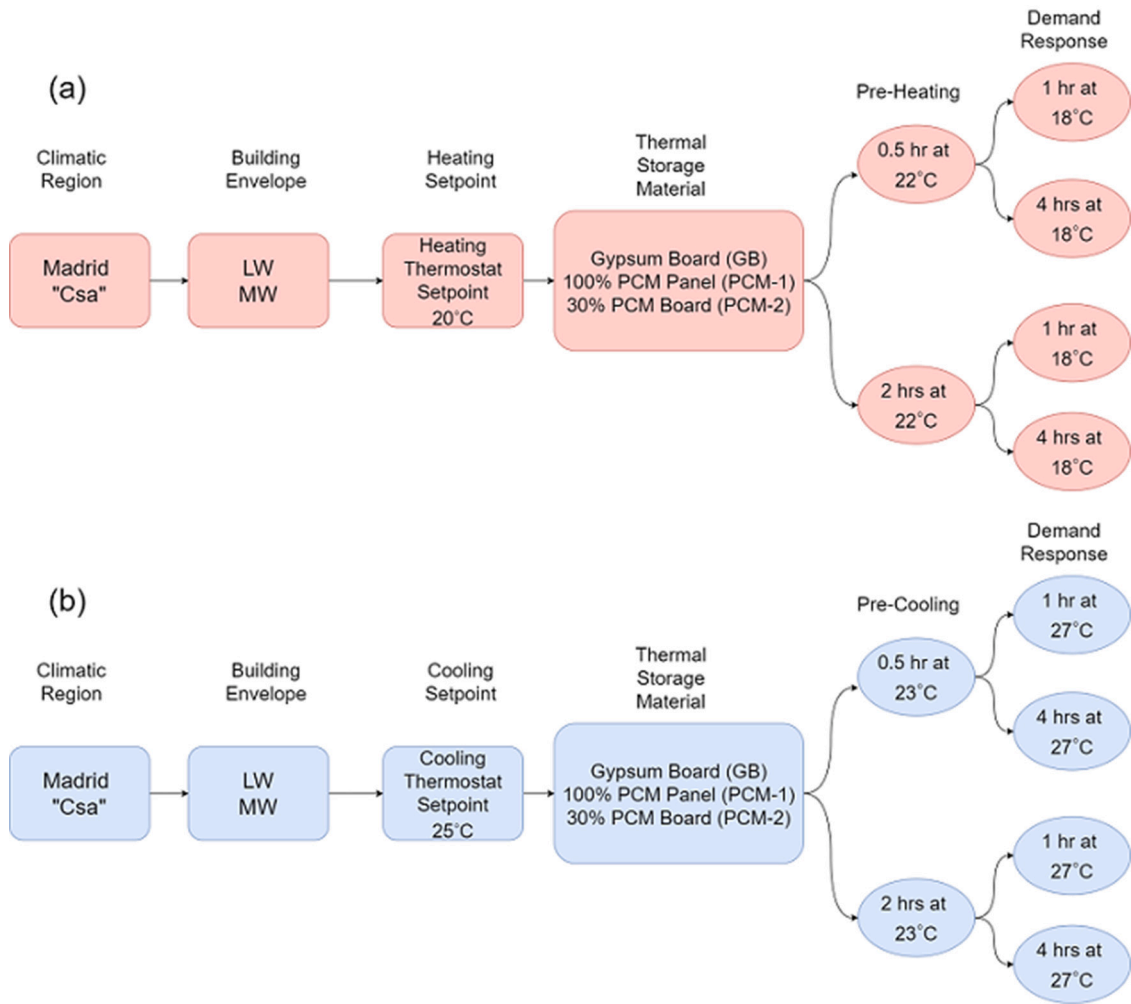 (a)
Climatic
Region
Building
Envelope
Heating
Setpoint
Thermal
Storage
Material
Pre-Heating
Demand
Response
Madrid
"Csa"
LW
MW
Heating
Thermostat
Setpoint
20°C
Gypsum Board (GB)
100% PCM Panel (PCM-1)
30% PCM Board (PCM-2)
0.5 hr at
22°C
1 hr at
18°C
4 hrs at
18°C
2 hrs at
22°C
1 hr at
18°C
4 hrs at
18°C
(b)
Climatic
Region
Building
Envelope
Cooling
Setpoint
Thermal
Storage
Material
Pre-Cooling
Demand
Response
Madrid
"Csa"
LW
MW
Cooling
Thermostat
Setpoint
25°C
Gypsum Board (GB)
100% PCM Panel (PCM-1)
30% PCM Board (PCM-2)
0.5 hr at
23°C
1 hr at
27°C
4 hrs at
27°C
2 hrs at
23°C
1 hr at
27°C
4 hrs at
27°C